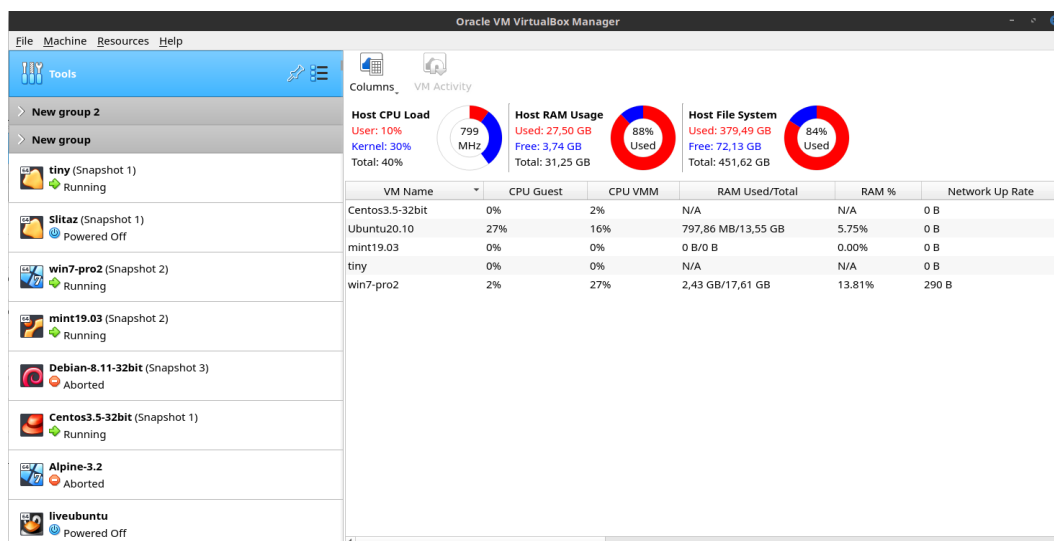 Oracle VM VirtualBox Manager
File Machine Resources Help
Tools
New group 2
New group
tiny (Snapshot 1)
Running
Slitaz (Snapshot 1)
Powered Off
win7-pro2 (Snapshot 2)
Running
mint19.03 (Snapshot 2)
Running
Debian-8.11-32bit (Snapshot 3)
Aborted
Centos3.5-32bit (Snapshot 1)
Running
Alpine-3.2
Aborted
liveubuntu
Powered Off
Columns VM Activity
Host CPU Load
User: 10%
Kernel: 30%
Total: 40%
799
MHz
Host RAM Usage
Used: 27,50 GB
Free: 3,74 GB
Total: 31,25 GB
88%
Used
Host File System
Used: 379,49 GB
Free: 72,13 GB
Total: 451,62 GB
84%
Used
VM Name CPU Guest CPU VMM RAM Used/Total RAM % Network Up Rate
Centos3.5-32bit 0% 2% N/A N/A 0 B
Ubuntu20.10 27% 16% 797,86 MB/13,55 GB 5.75% 0 B
mint19.03 0% 0% 0 B/0 B 0.00% 0 B
tiny 0% 0% N/A N/A 0 B
win7-pro2 2% 27% 2,43 GB/17,61 GB 13.81% 290 B